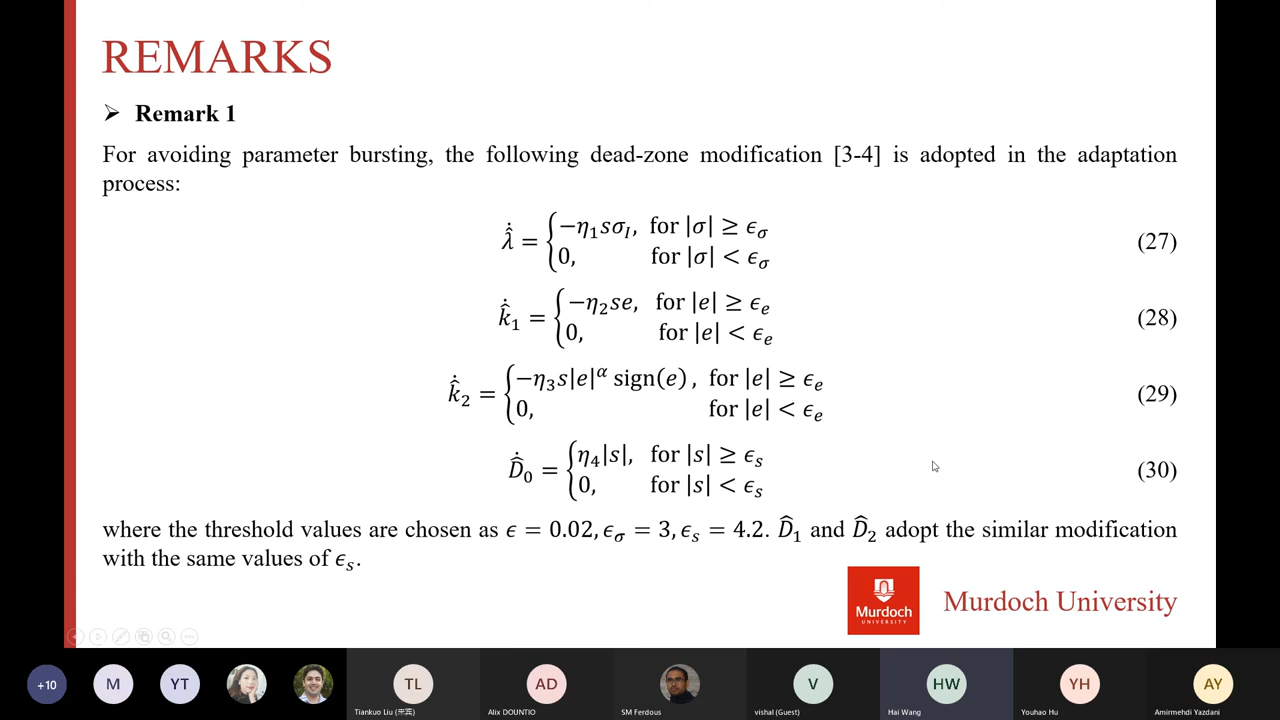 REMARKS
➢ Remark 1
For avoiding parameter bursting, the following dead-zone modification [3-4] is adopted in the adaptation
process:
λ̂̇ = { −η₁sσ_I, for |σ| ≥ ϵ_σ
0, for |σ| < ϵ_σ (27)
k̂̇₁ = { −η₂se, for |e| ≥ ϵ_e
0, for |e| < ϵ_e (28)
k̂̇₂ = { −η₃s|e|^α sign(e), for |e| ≥ ϵ_e
0, for |e| < ϵ_e (29)
D̂̇₀ = { η₄|s|, for |s| ≥ ϵ_s
0, for |s| < ϵ_s (30)
where the threshold values are chosen as ϵ = 0.02, ϵ_σ = 3, ϵ_s = 4.2. D̂₁ and D̂₂ adopt the similar modification
with the same values of ϵ_s.
Murdoch
UNIVERSITY
Murdoch University
+10
M
YT
TL
AD
V
HW
YH
AY
Tiankuo Liu (来宾)
Alix DOUNTIO
SM Ferdous
vishal (Guest)
Hai Wang
Youhao Hu
Amirmehdi Yazdani